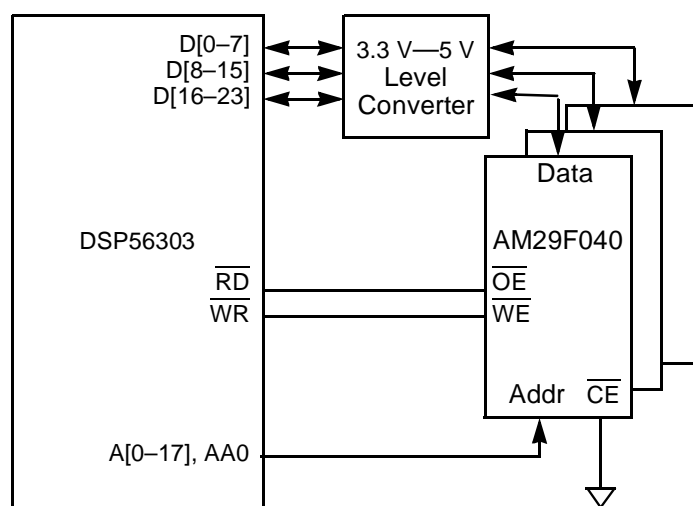 D[0–7]
D[8–15]
D[16–23]
3.3 V—5 V
Level
Converter
Data
DSP56303
AM29F040
RD
OE
WR
WE
Addr
CE
A[0–17], AA0